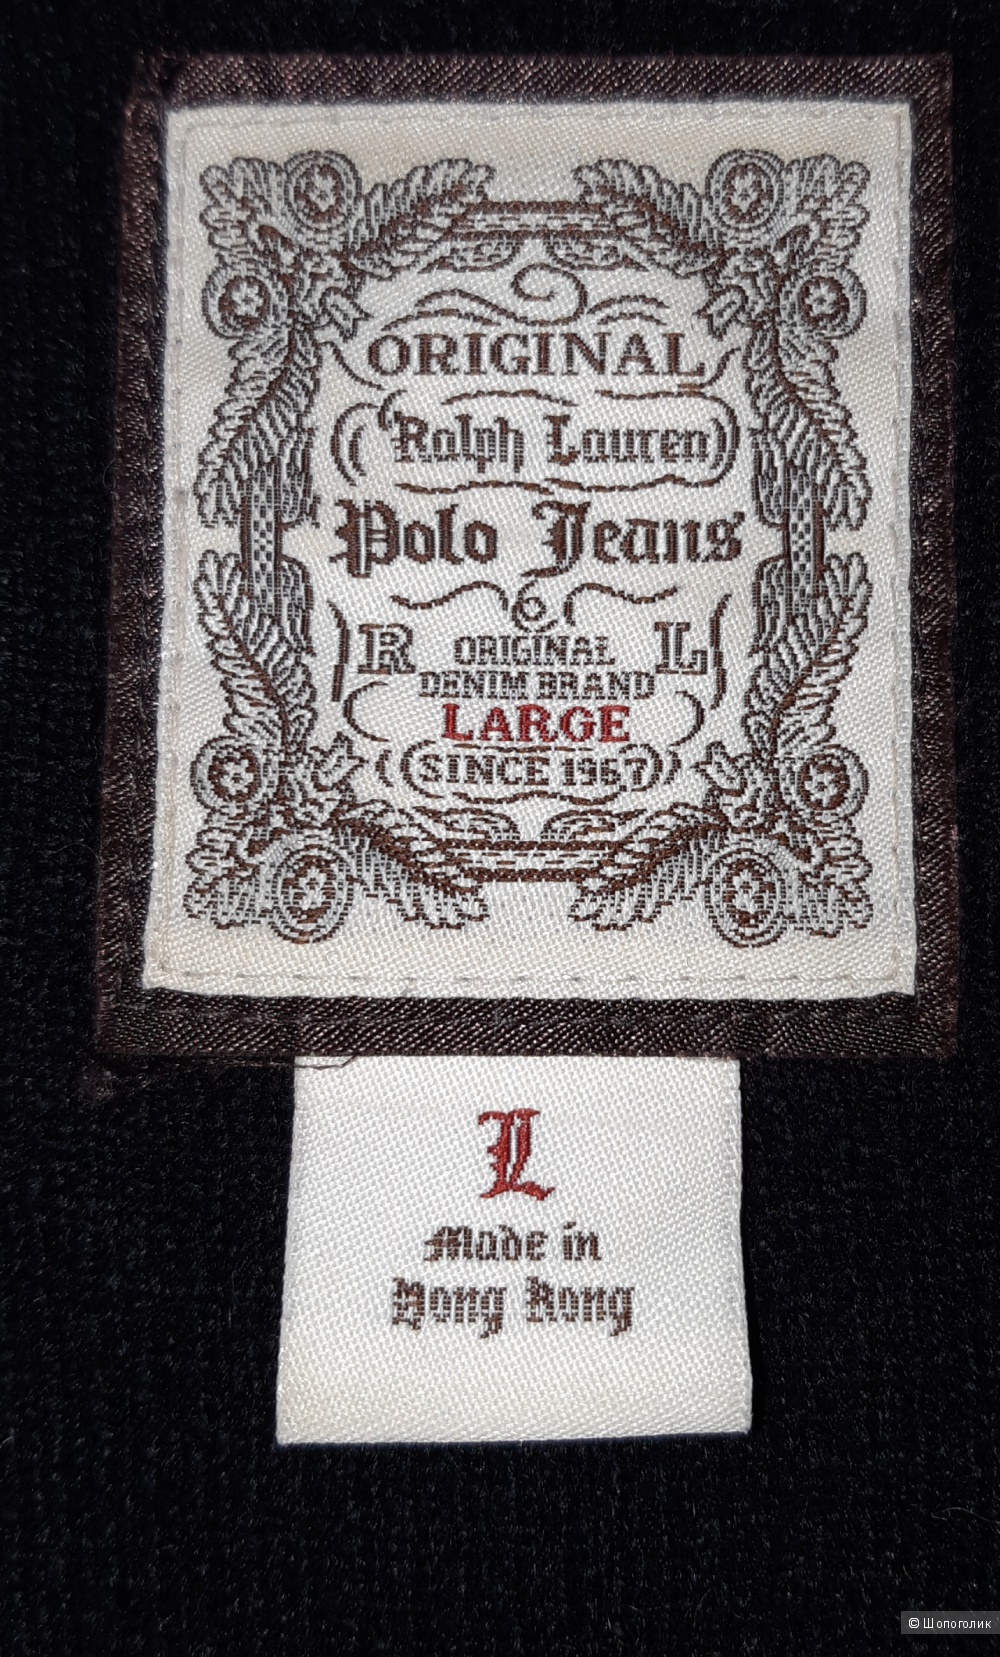 ORIGINAL
Ralph Lauren
Polo Jeans
R ORIGINAL L
DENIM BRAND
LARGE
SINCE 1967
L
Made in
Hong Kong
© Шопоголик